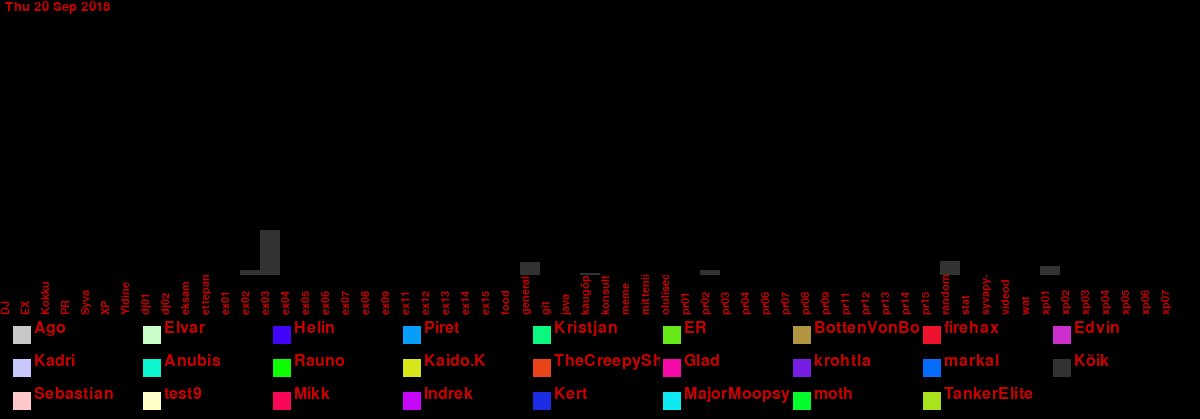 Thu 20 Sep 2018
DJ
EX
Kokku
PR
Syva
XP
Yldine
dj01
dj02
eksam
ettepan
ex01
ex02
ex03
ex04
ex05
ex06
ex07
ex08
ex09
ex11
ex12
ex13
ex14
ex15
food
general
git
java
kaugõp
konsult
meme
mitteni
olulised
pr01
pr02
pr03
pr04
pr06
pr07
pr08
pr09
pr11
pr12
pr13
pr14
pr15
random
stat
syvapy-
videod
wat
xp01
xp02
xp03
xp04
xp05
xp06
xp07
Ago Elvar Helin Piret Kristjan ER BottenVonBo firehax Edvin
Kadri Anubis Rauno Kaido.K TheCreepySh Glad krohtla markal Kõik
Sebastian test9 Mikk Indrek Kert MajorMoopsy moth TankerElite